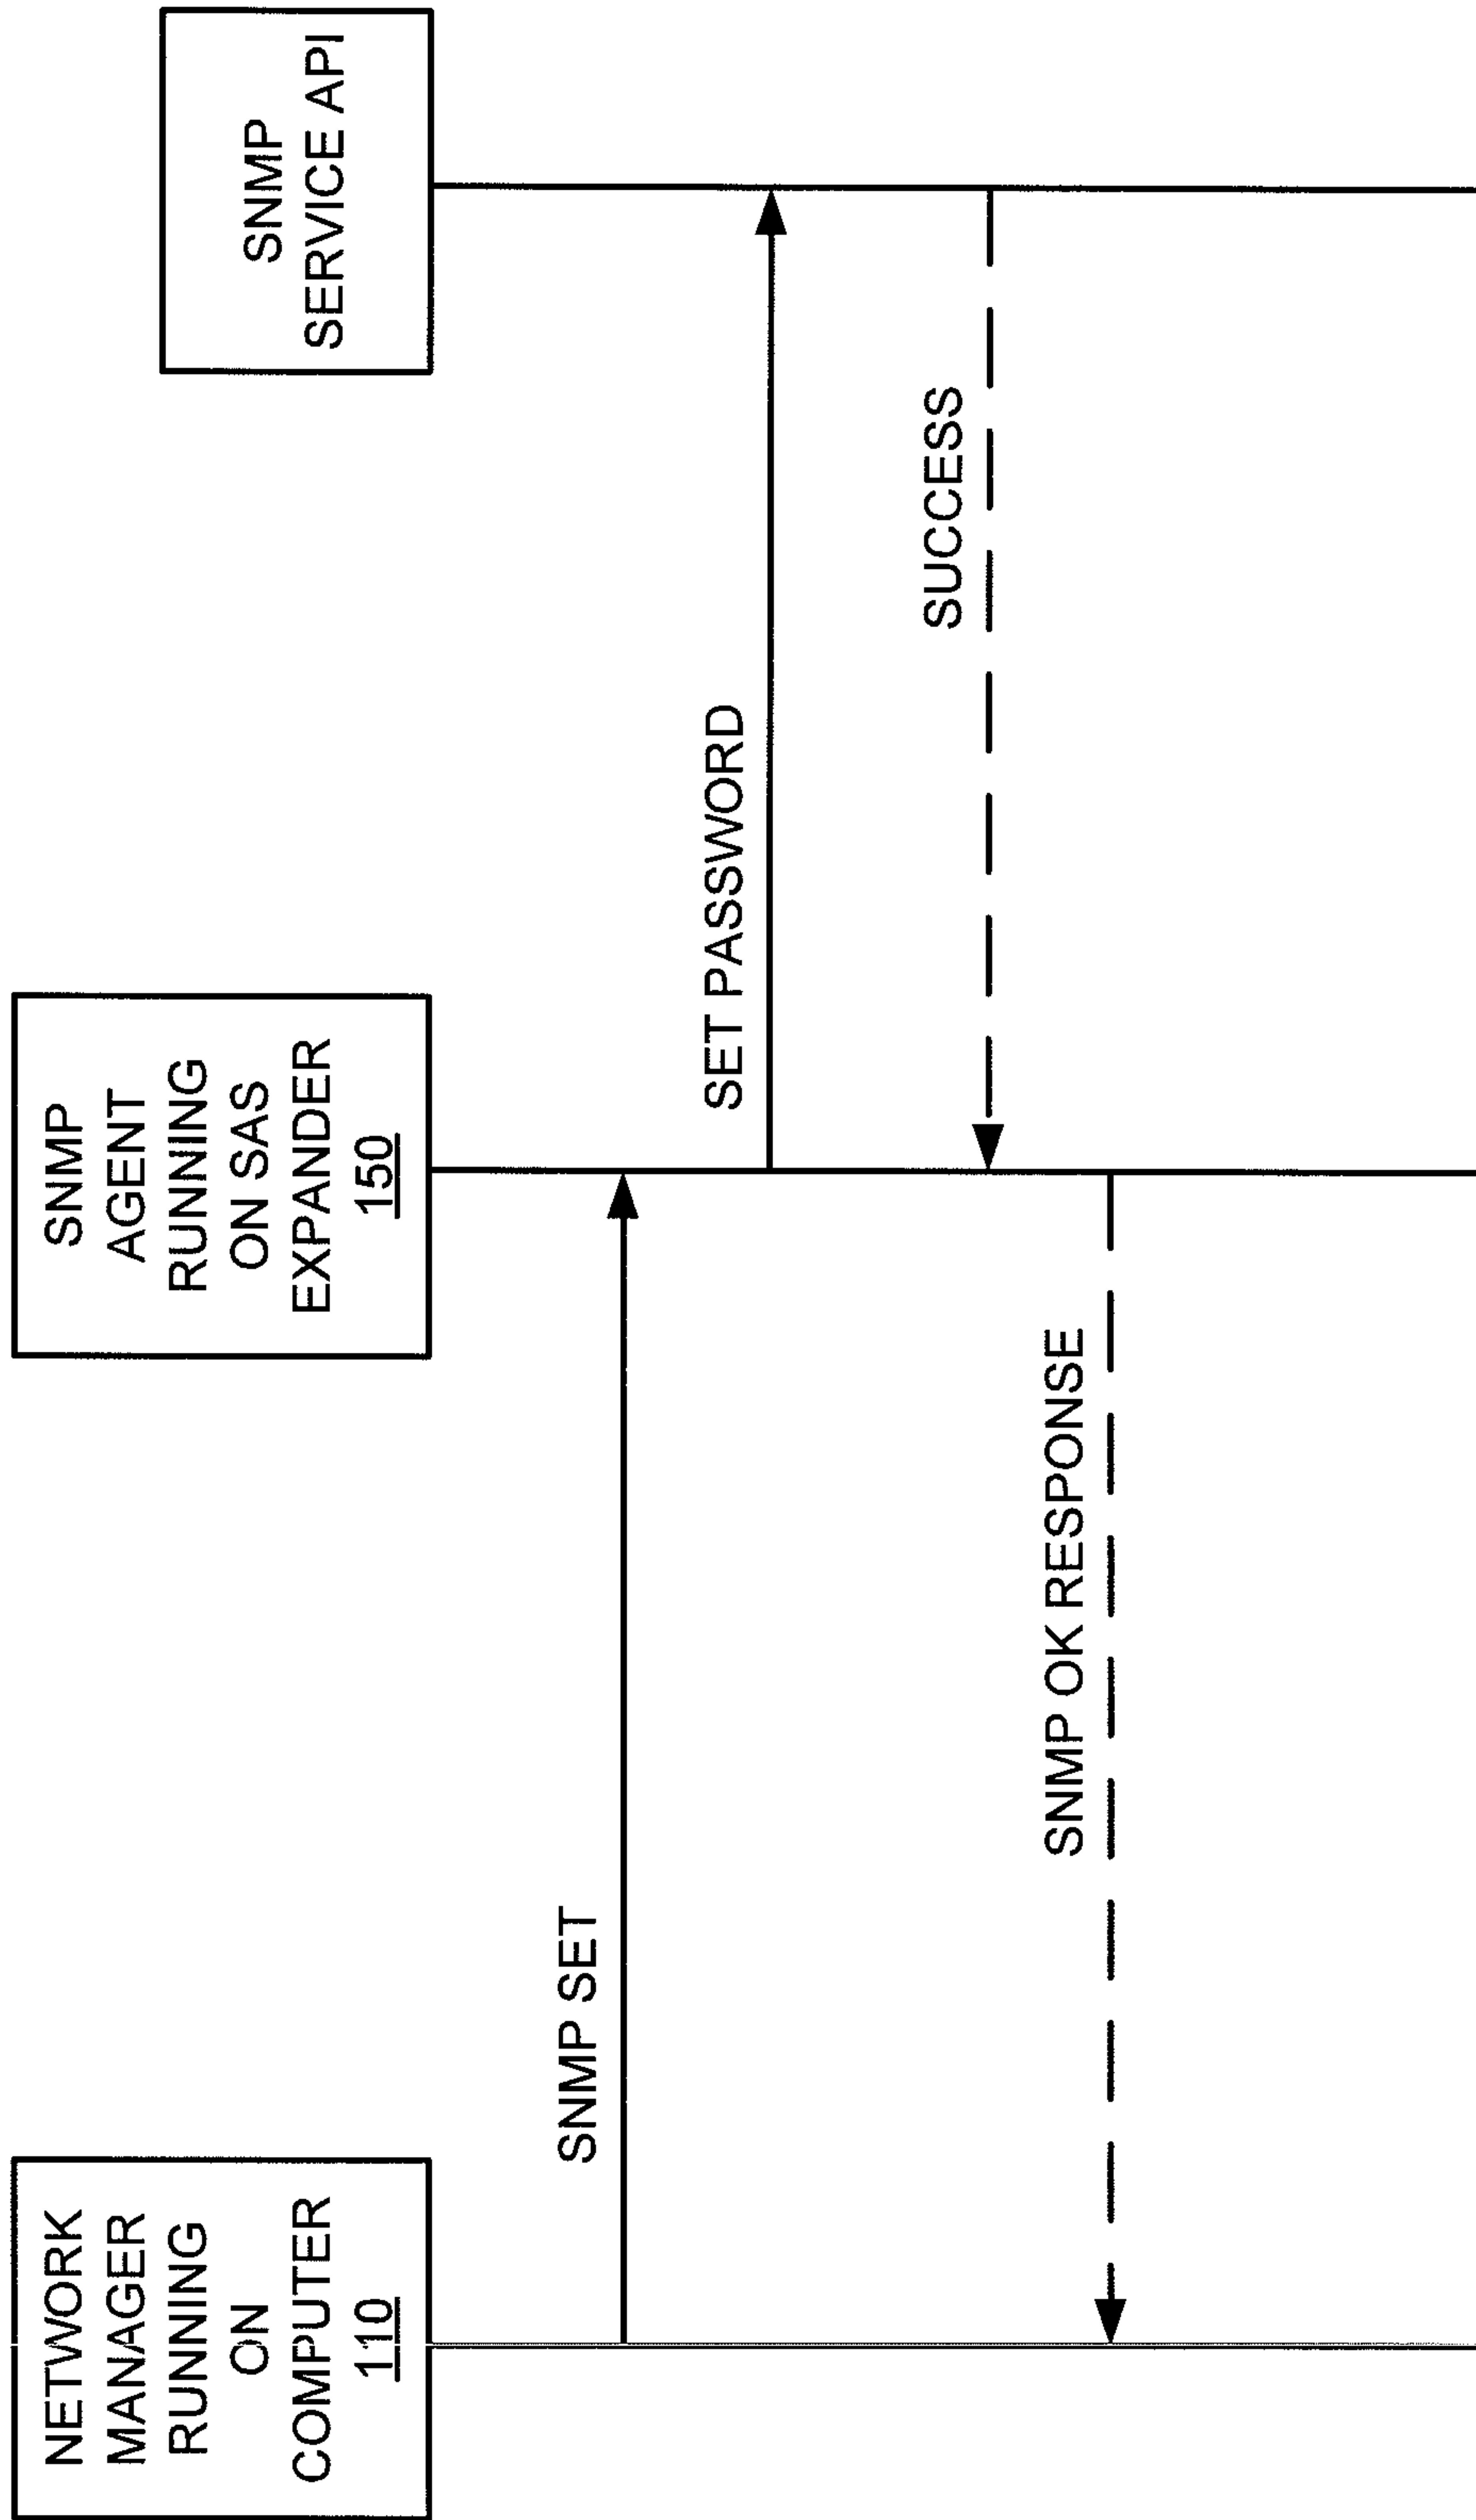 NETWORK
MANAGER
RUNNING
ON
COMPUTER
110
SNMP
AGENT
RUNNING
ON SAS
EXPANDER
150
SNMP
SERVICE API
SNMP SET
SET PASSWORD
SUCCESS
SNMP OK RESPONSE